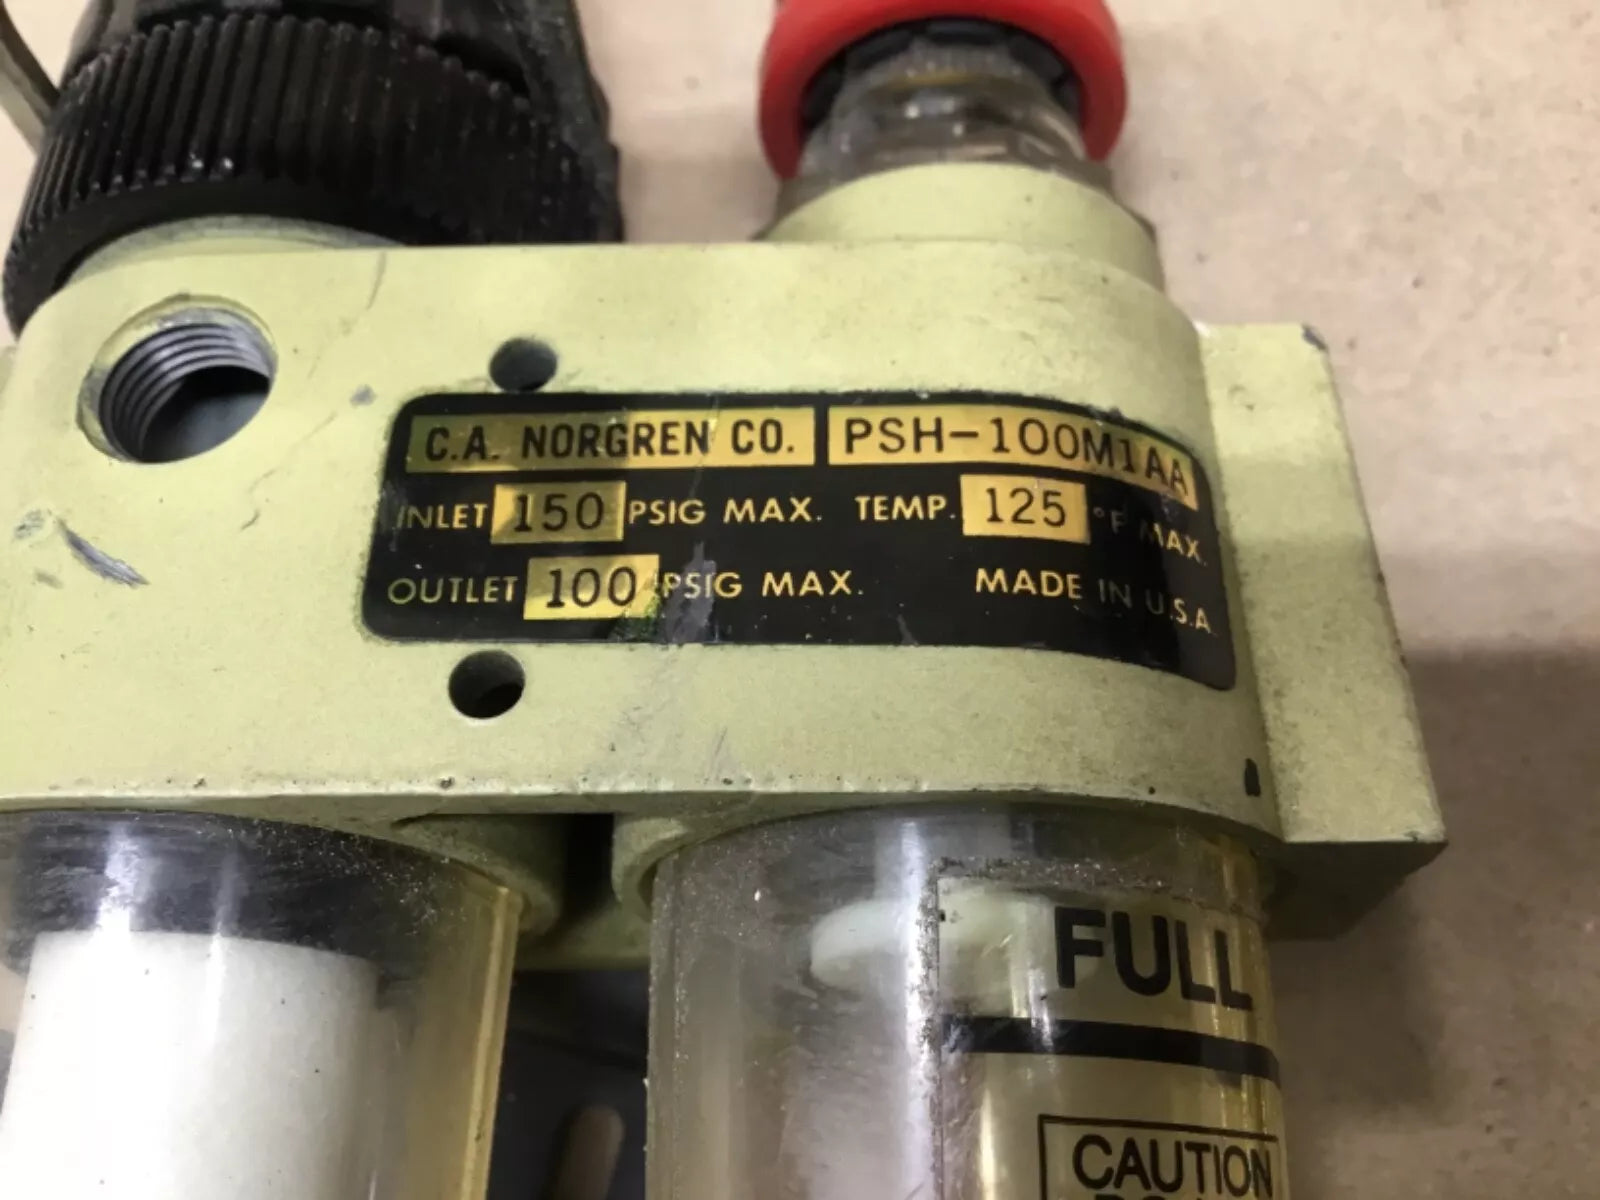 C.A. NORGREN CO. PSH-100M1AA
INLET 150 PSIG MAX. TEMP. 125 °F MAX.
OUTLET 100 PSIG MAX. MADE IN U.S.A.
FULL
CAUTION